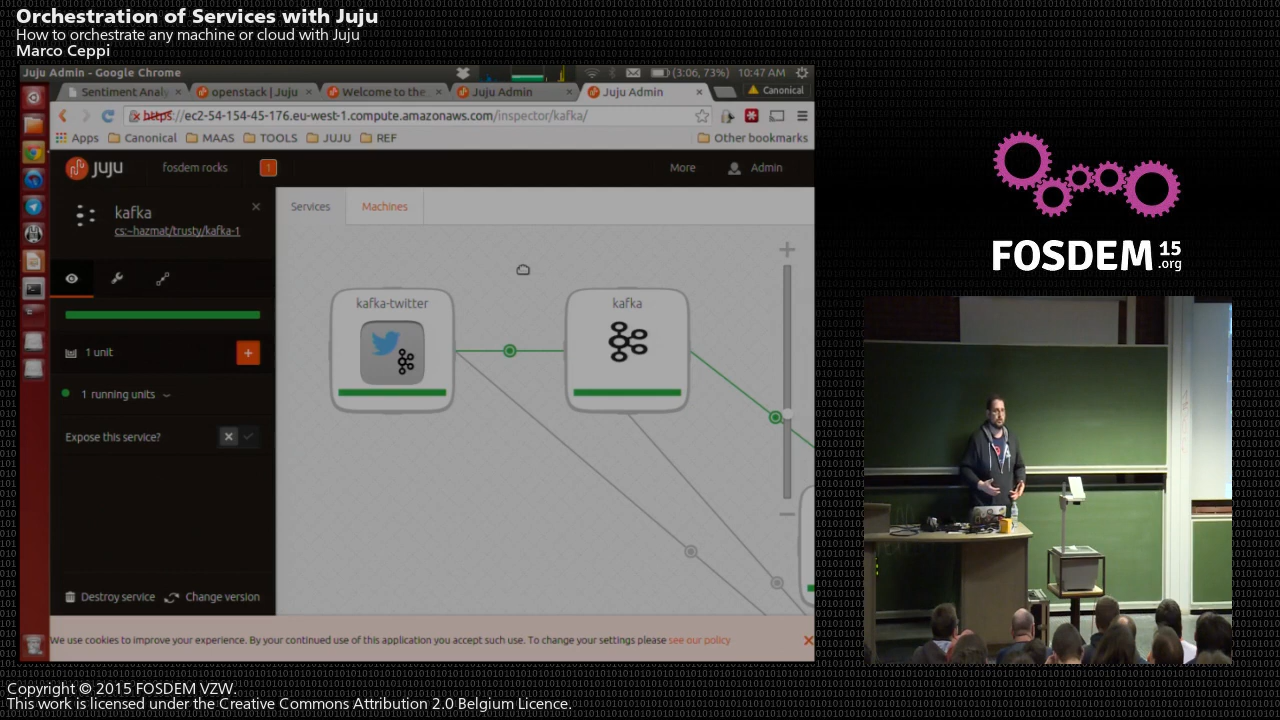 Orchestration of Services with Juju
How to orchestrate any machine or cloud with Juju
Marco Ceppi
Juju Admin - Google Chrome
(3:06, 73%) 10:47 AM
Sentiment Analy
openstack | Juju
Welcome to the
Juju Admin
Juju Admin
Canonical
https://ec2-54-154-45-176.eu-west-1.compute.amazonaws.com/inspector/kafka/
Apps Canonical MAAS TOOLS JUJU REF Other bookmarks
juju fosdem rocks 1 More Admin
kafka
cs:~hazmat/trusty/kafka-1
Services Machines
kafka-twitter
kafka
1 unit
1 running units
Expose this service?
Destroy service Change version
We use cookies to improve your experience. By your continued use of this application you accept such use. To change your settings please see our policy
FOSDEM 15 .org
Copyright © 2015 FOSDEM VZW.
This work is licensed under the Creative Commons Attribution 2.0 Belgium Licence.